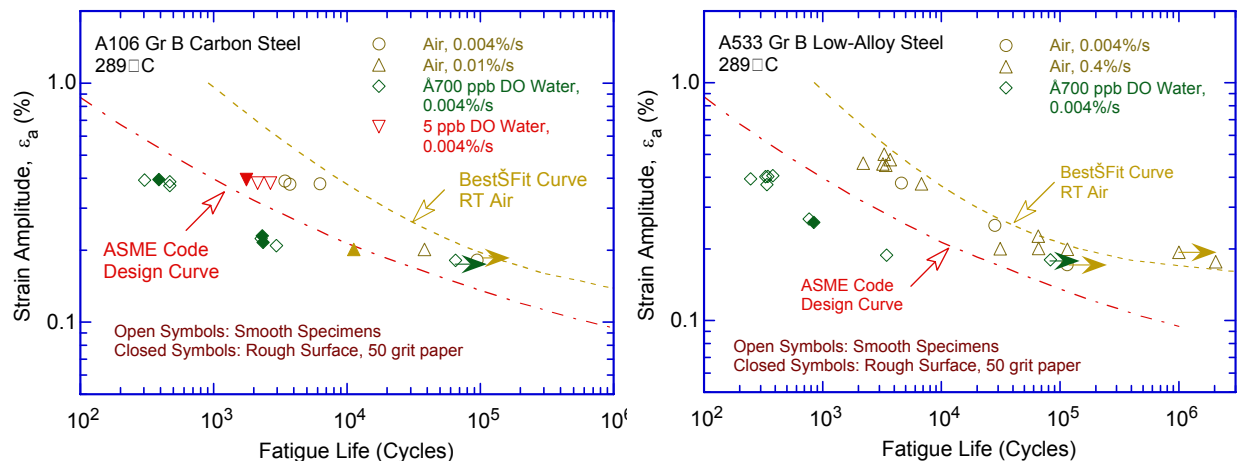 A106 Gr B Carbon Steel
289□C
Air, 0.004%/s
Air, 0.01%/s
Å700 ppb DO Water,
0.004%/s
5 ppb DO Water,
0.004%/s
BestŠFit Curve
RT Air
ASME Code
Design Curve
Open Symbols: Smooth Specimens
Closed Symbols: Rough Surface, 50 grit paper
Strain Amplitude, εa (%)
1.0
0.1
10² 10³ 10⁴ 10⁵ 10⁶
Fatigue Life (Cycles)
A533 Gr B Low-Alloy Steel
289□C
Air, 0.004%/s
Air, 0.4%/s
Å700 ppb DO Water,
0.004%/s
BestŠFit Curve
RT Air
ASME Code
Design Curve
Open Symbols: Smooth Specimens
Closed Symbols: Rough Surface, 50 grit paper
Strain Amplitude, εa (%)
1.0
0.1
10² 10³ 10⁴ 10⁵ 10⁶
Fatigue Life (Cycles)